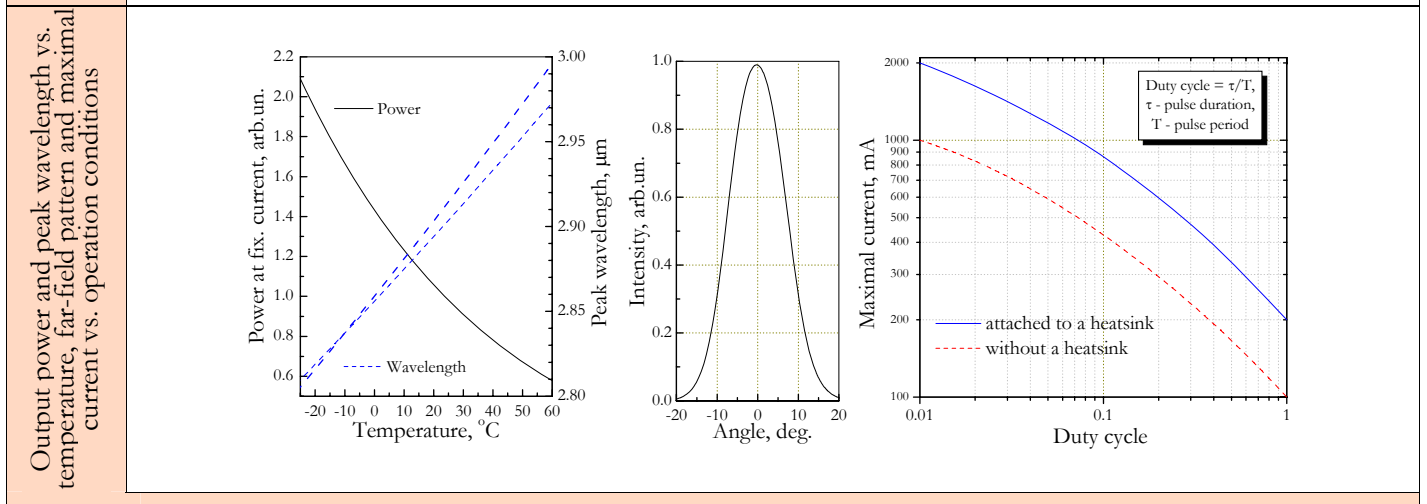 Output power and peak wavelength vs.
temperature, far-field pattern and maximal
current vs. operation conditions
Power at fix. current, arb.un.
2.2
2.0
1.8
1.6
1.4
1.2
1.0
0.8
0.6
Power
Wavelength
-20 -10 0 10 20 30 40 50 60
Temperature, °C
3.00
2.95
2.90
2.85
2.80
Peak wavelength, μm
Intensity, arb.un.
1.0
0.8
0.6
0.4
0.2
0.0
-20 -10 0 10 20
Angle, deg.
Maximal current, mA
2000
1000
900
800
700
600
500
400
300
200
100
Duty cycle = τ/T,
τ - pulse duration,
T - pulse period
attached to a heatsink
without a heatsink
0.01 0.1 1
Duty cycle